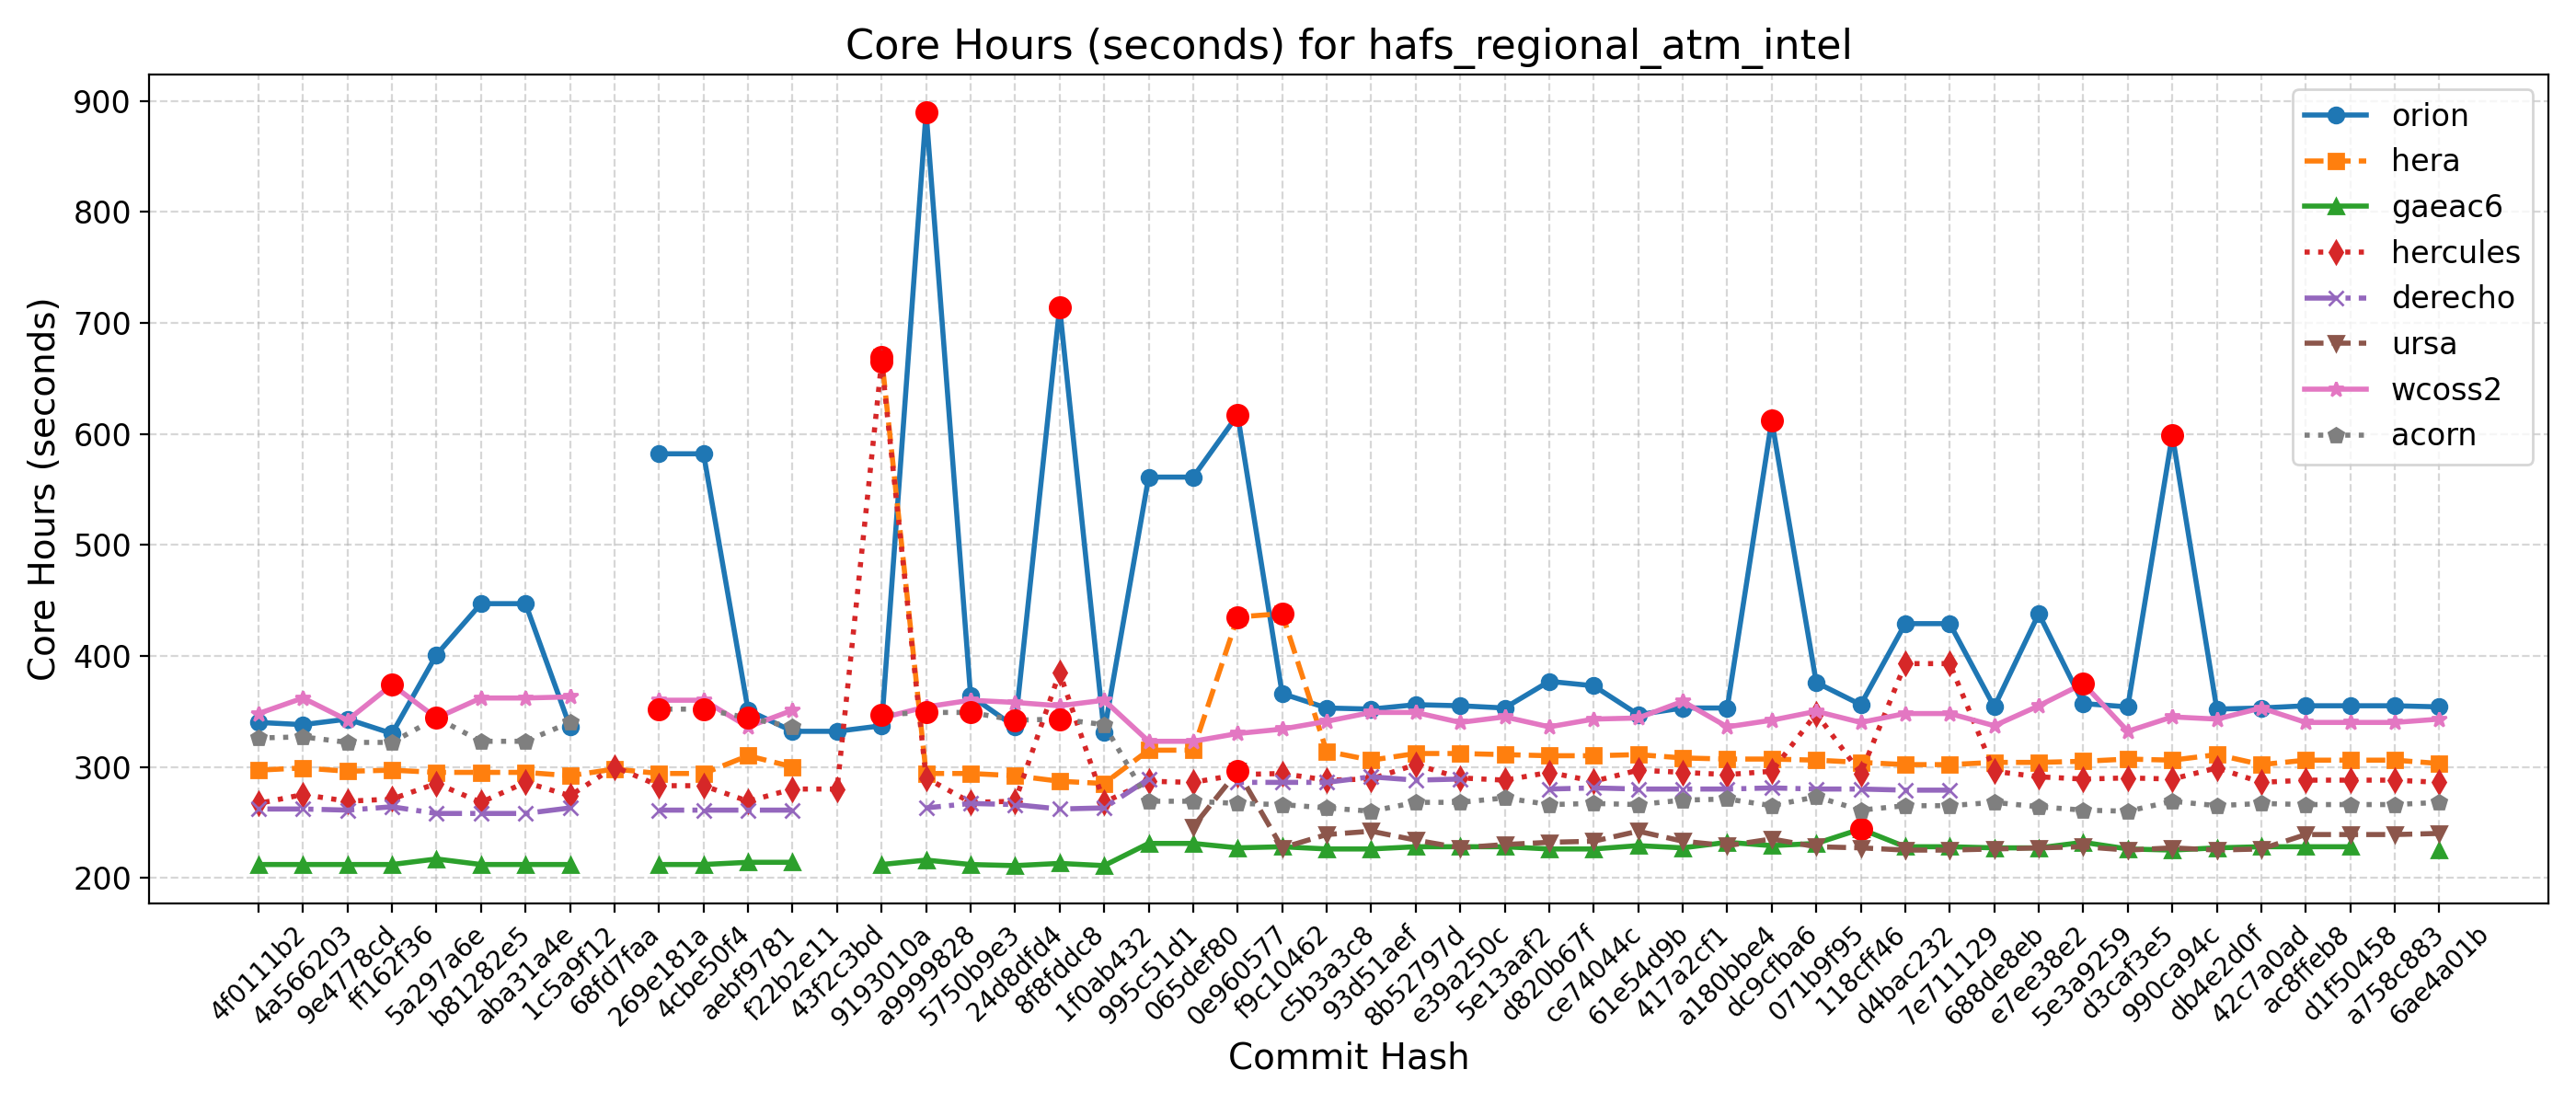 Core Hours (seconds) for hafs_regional_atm_intel
Core Hours (seconds)
900
800
700
600
500
400
300
200
orion
hera
gaeac6
hercules
derecho
ursa
wcoss2
acorn
4f0111b2
4a566203
9e4778cd
ff162f36
5a297a6e
b81282e5
aba31a4e
1c5a9f12
68fd7faa
269e181a
4cbe50f4
aebf9781
f22b2e11
43f2c3bd
9193010a
a9999828
5750b9e3
24d8dfd4
8f8fddc8
1f0ab432
995c51d1
065def80
0e960577
f9c10462
c5b3a3c8
93d51aef
8b52797d
e39a250c
5e13aaf2
d820b67f
ce74044c
61e54d9b
417a2cf1
a180bbe4
dc9cfba6
071b9f95
118cff46
d4bac232
7e711129
688de8eb
e7ee38e2
5e3a9259
d3caf3e5
990ca94c
db4e2d0f
42c7a0ad
ac8ffeb8
d1f50458
a758c883
6ae4a01b
Commit Hash